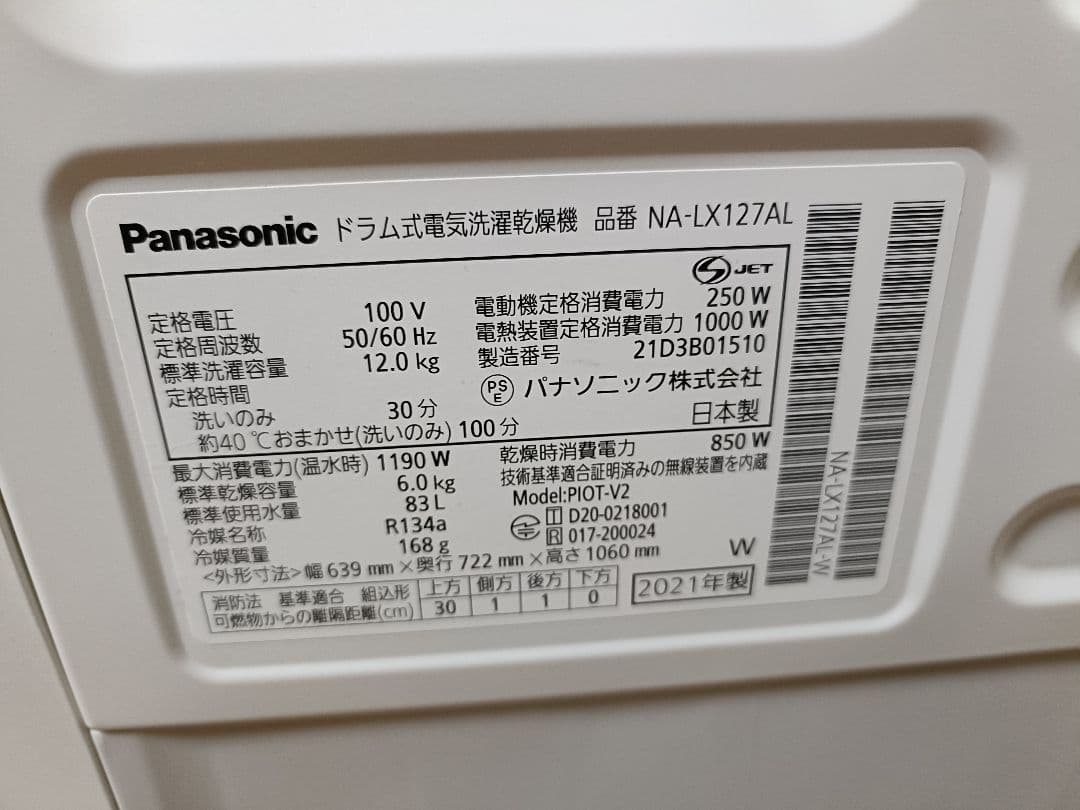 Panasonic ドラム式電気洗濯乾燥機 品番 NA-LX127AL
S JET
定格電圧 100 V
定格周波数 50/60 Hz
標準洗濯容量 12.0 kg
定格時間
洗いのみ 30分
約40℃おまかせ(洗いのみ) 100分
電動機定格消費電力 250 W
電熱装置定格消費電力 1000 W
製造番号 21D3B01510
PSE パナソニック株式会社
日本製
最大消費電力(温水時) 1190 W
標準乾燥容量 6.0 kg
標準使用水量 83 L
冷媒名称 R134a
冷媒質量 168 g
乾燥時消費電力 850 W
技術基準適合証明済みの無線装置を内蔵
Model:PIOT-V2
T D20-0218001
R 017-200024
<外形寸法>幅 639 mm×奥行 722 mm×高さ 1060 mm
W
消防法 基準適合 組込形 上方 側方 後方 下方
可燃物からの離隔距離(cm) 30 1 1 0
2021年製
NA-LX127AL-W